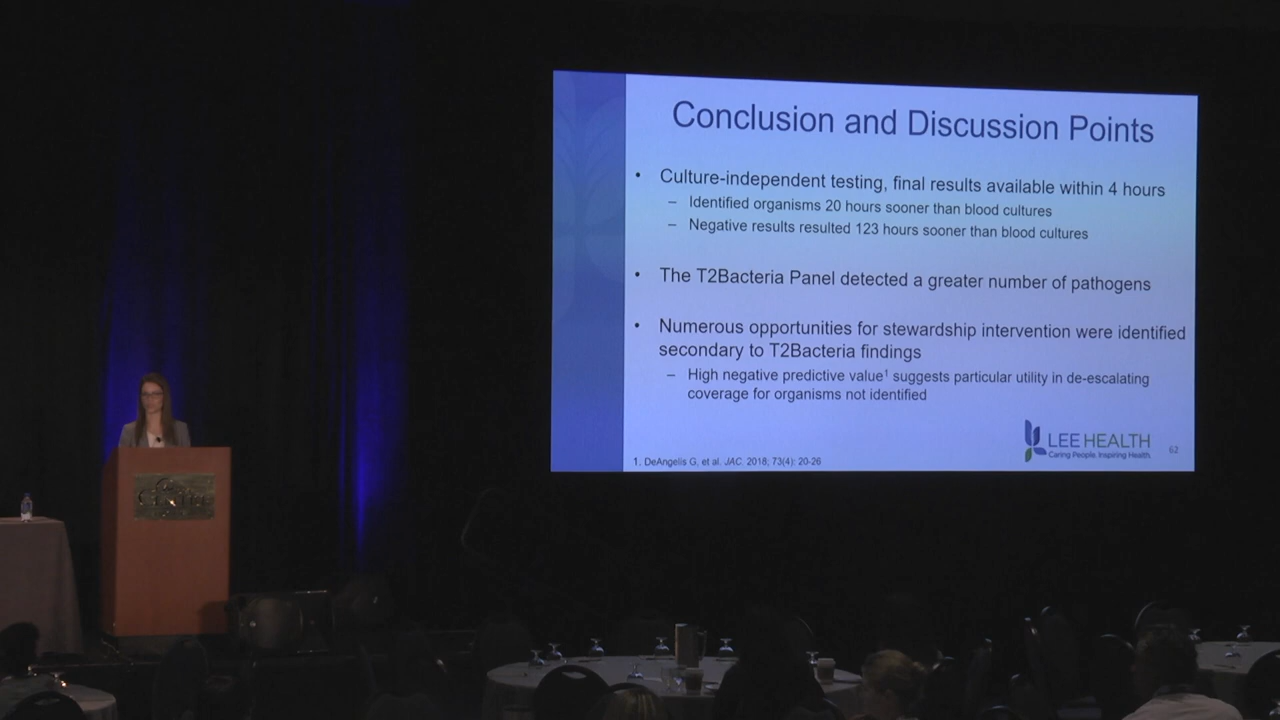 Conclusion and Discussion Points
• Culture-independent testing, final results available within 4 hours
– Identified organisms 20 hours sooner than blood cultures
– Negative results resulted 123 hours sooner than blood cultures
• The T2Bacteria Panel detected a greater number of pathogens
• Numerous opportunities for stewardship intervention were identified
secondary to T2Bacteria findings
– High negative predictive value¹ suggests particular utility in de-escalating
coverage for organisms not identified
LEE HEALTH
Caring People. Inspiring Health.
62
1. DeAngelis G, et al. JAC. 2018; 73(4): 20-26